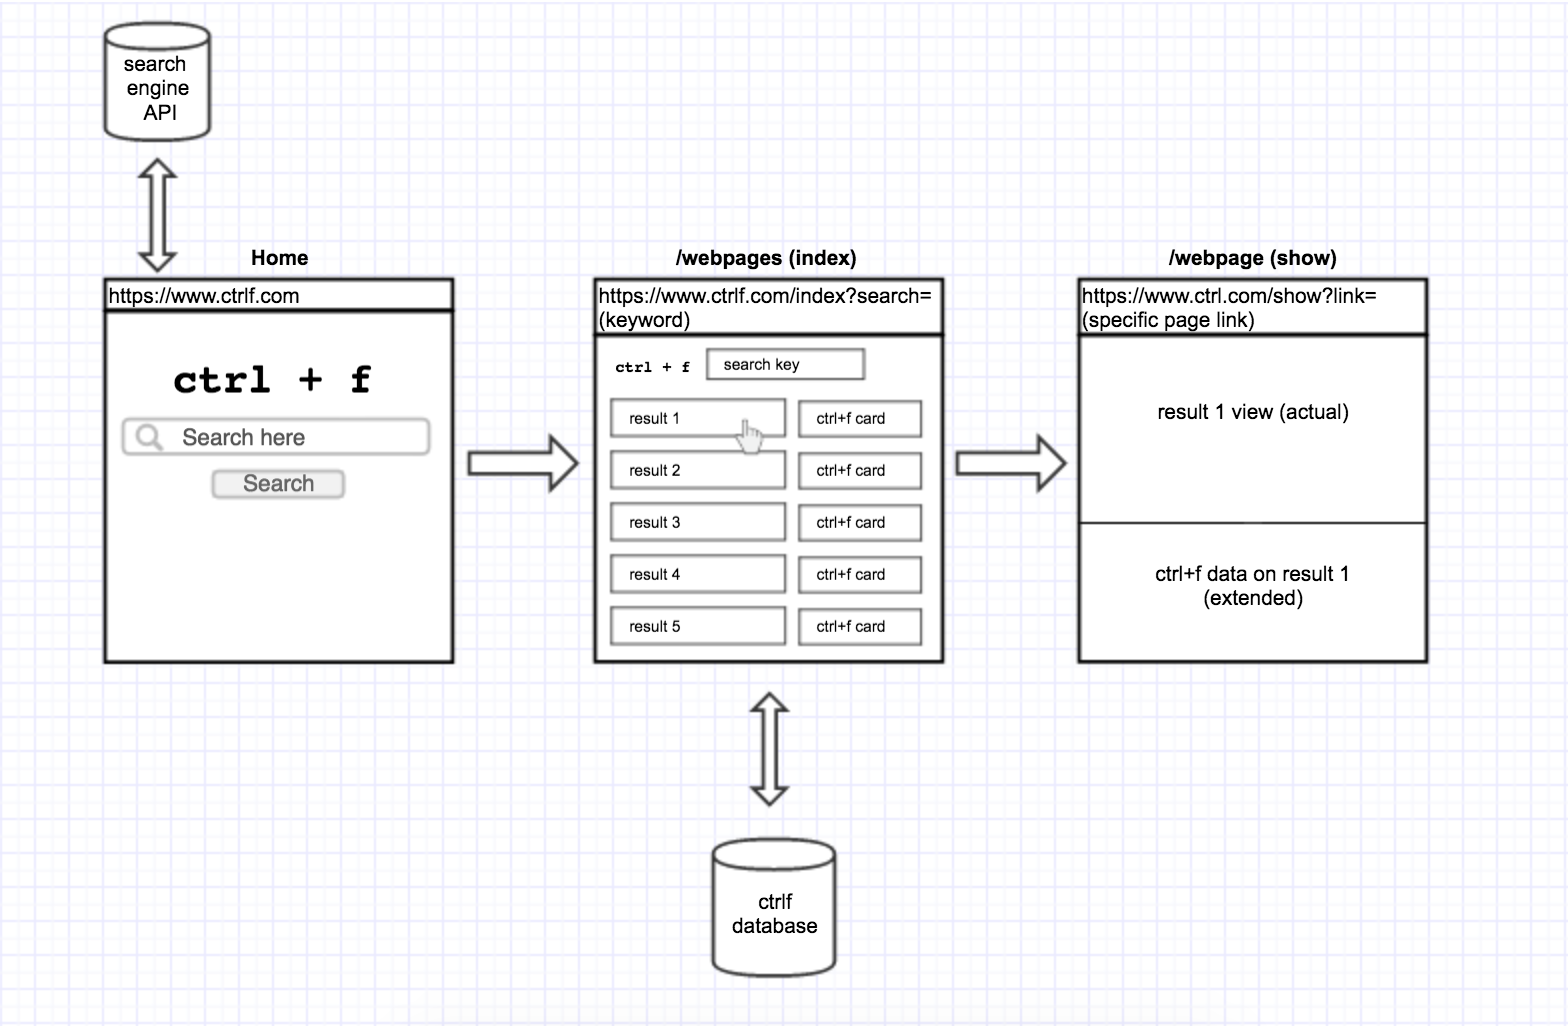 search
engine
API
Home
https://www.ctrlf.com
ctrl + f
Search here
Search
/webpages (index)
https://www.ctrlf.com/index?search=
(keyword)
ctrl + f
search key
result 1
ctrl+f card
result 2
ctrl+f card
result 3
ctrl+f card
result 4
ctrl+f card
result 5
ctrl+f card
/webpage (show)
https://www.ctrl.com/show?link=
(specific page link)
result 1 view (actual)
ctrl+f data on result 1
(extended)
ctrlf
database